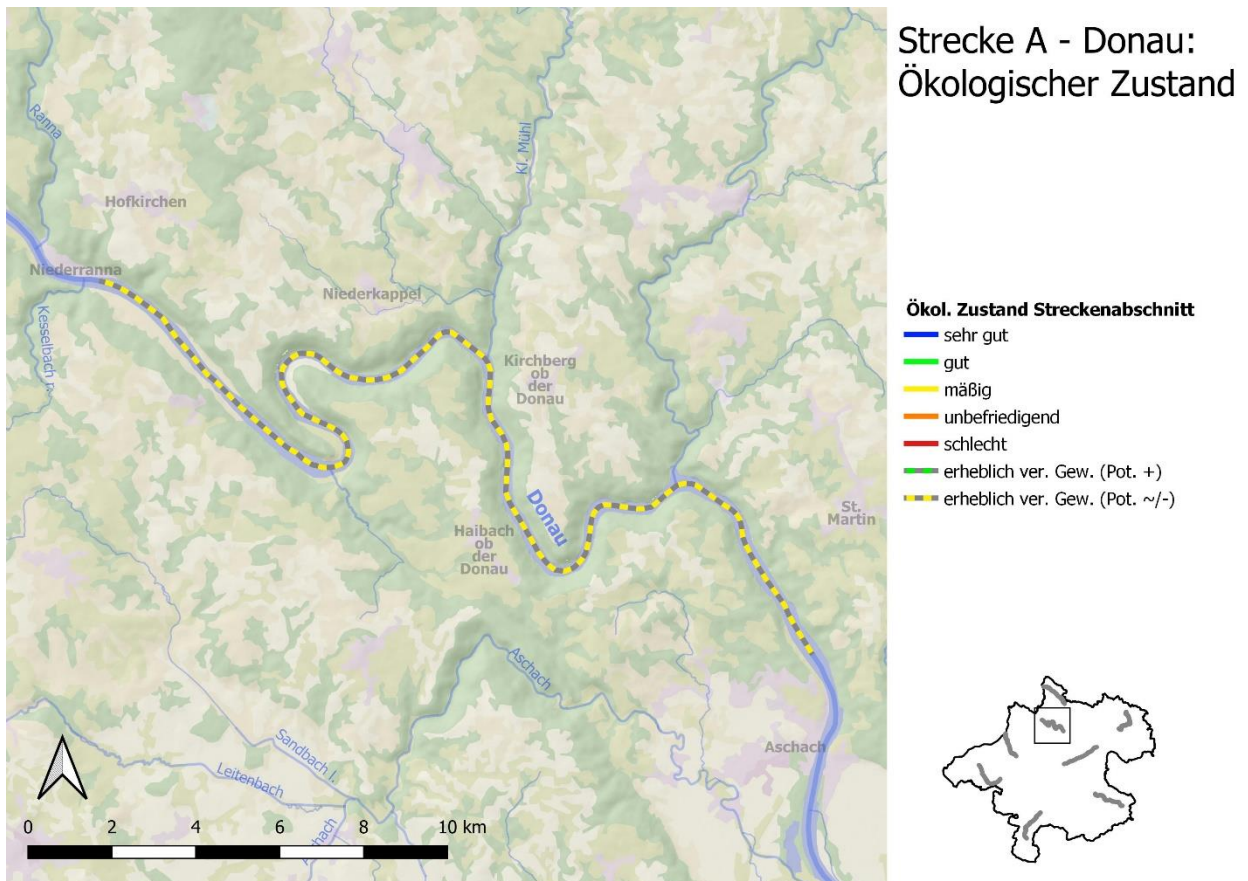 Strecke A - Donau:
Ökologischer Zustand
Ranna
Kl. Mühl
Hofkirchen
Niederranna
Niederkappel
Kesselbach r.
Kirchberg
ob
der
Donau
Donau
St.
Martin
Haibach
ob
der
Donau
Aschach
Aschach
Sandbach l.
Leitenbach
0 2 4 6 8 10 km
Ökol. Zustand Streckenabschnitt
sehr gut
gut
mäßig
unbefriedigend
schlecht
erheblich ver. Gew. (Pot. +)
erheblich ver. Gew. (Pot. ~/-)